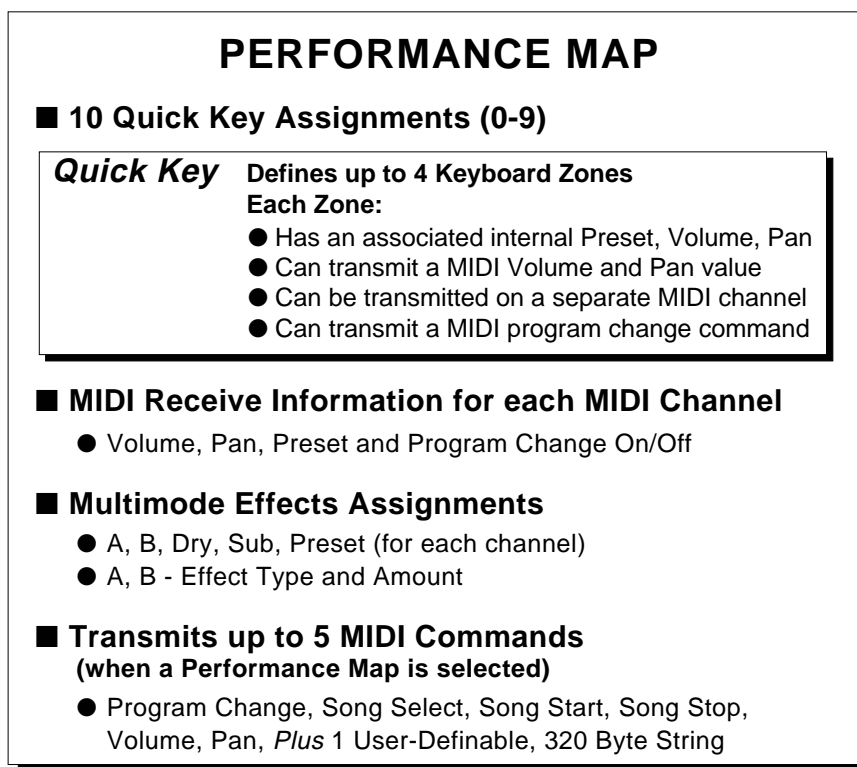 PERFORMANCE MAP
■ 10 Quick Key Assignments (0-9)
Quick Key Defines up to 4 Keyboard Zones
Each Zone:
● Has an associated internal Preset, Volume, Pan
● Can transmit a MIDI Volume and Pan value
● Can be transmitted on a separate MIDI channel
● Can transmit a MIDI program change command
■ MIDI Receive Information for each MIDI Channel
● Volume, Pan, Preset and Program Change On/Off
■ Multimode Effects Assignments
● A, B, Dry, Sub, Preset (for each channel)
● A, B - Effect Type and Amount
■ Transmits up to 5 MIDI Commands
(when a Performance Map is selected)
● Program Change, Song Select, Song Start, Song Stop,
Volume, Pan, Plus 1 User-Definable, 320 Byte String